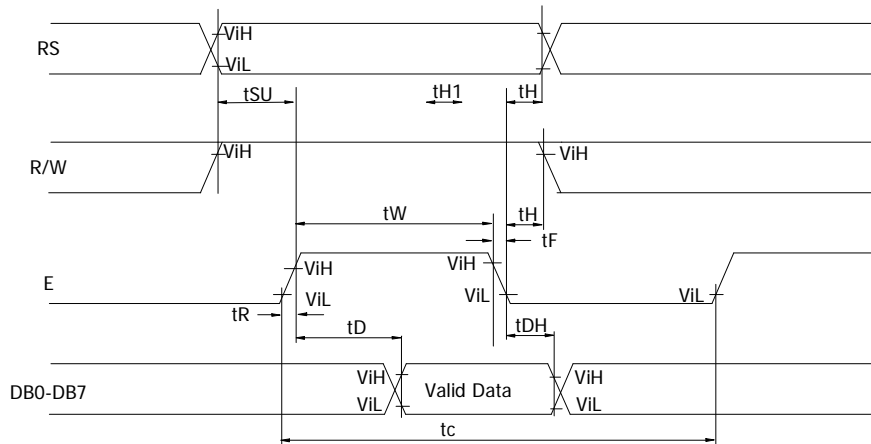 RS
ViH
ViL
tSU
tH1
tH
R/W
ViH
ViH
tW
tH
tF
E
ViH
ViL
ViH
ViL
ViL
tR
tD
tDH
DB0-DB7
ViH
ViL
Valid Data
ViH
ViL
tc